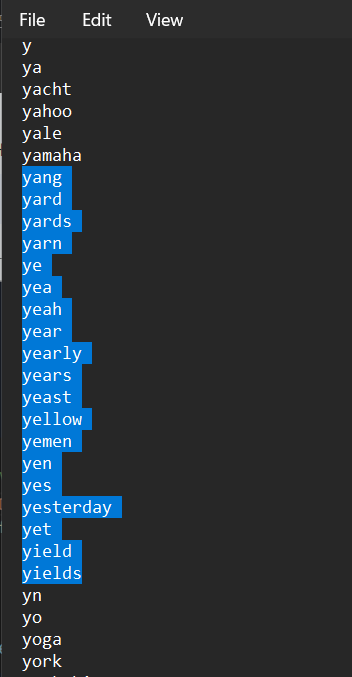 File Edit View
y
ya
yacht
yahoo
yale
yamaha
yang
yard
yards
yarn
ye
yea
yeah
year
yearly
years
yeast
yellow
yemen
yen
yes
yesterday
yet
yield
yields
yn
yo
yoga
york